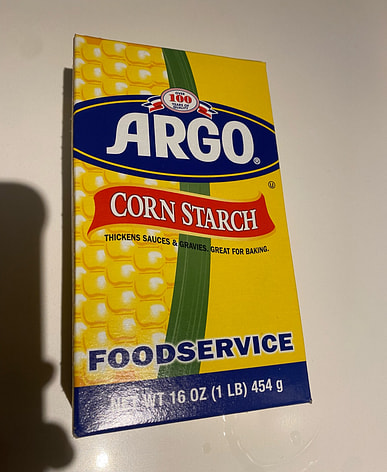 OVER
100
YEARS OF
QUALITY
ARGO®
U
CORN STARCH
THICKENS SAUCES & GRAVIES. GREAT FOR BAKING.
FOODSERVICE
NET WT 16 OZ (1 LB) 454 g